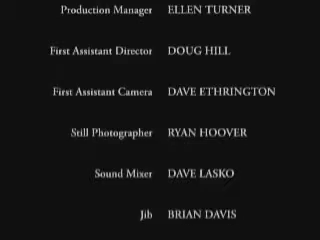 Production Manager ELLEN TURNER
First Assistant Director DOUG HILL
First Assistant Camera DAVE ETHRINGTON
Still Photographer RYAN HOOVER
Sound Mixer DAVE LASKO
Jib BRIAN DAVIS